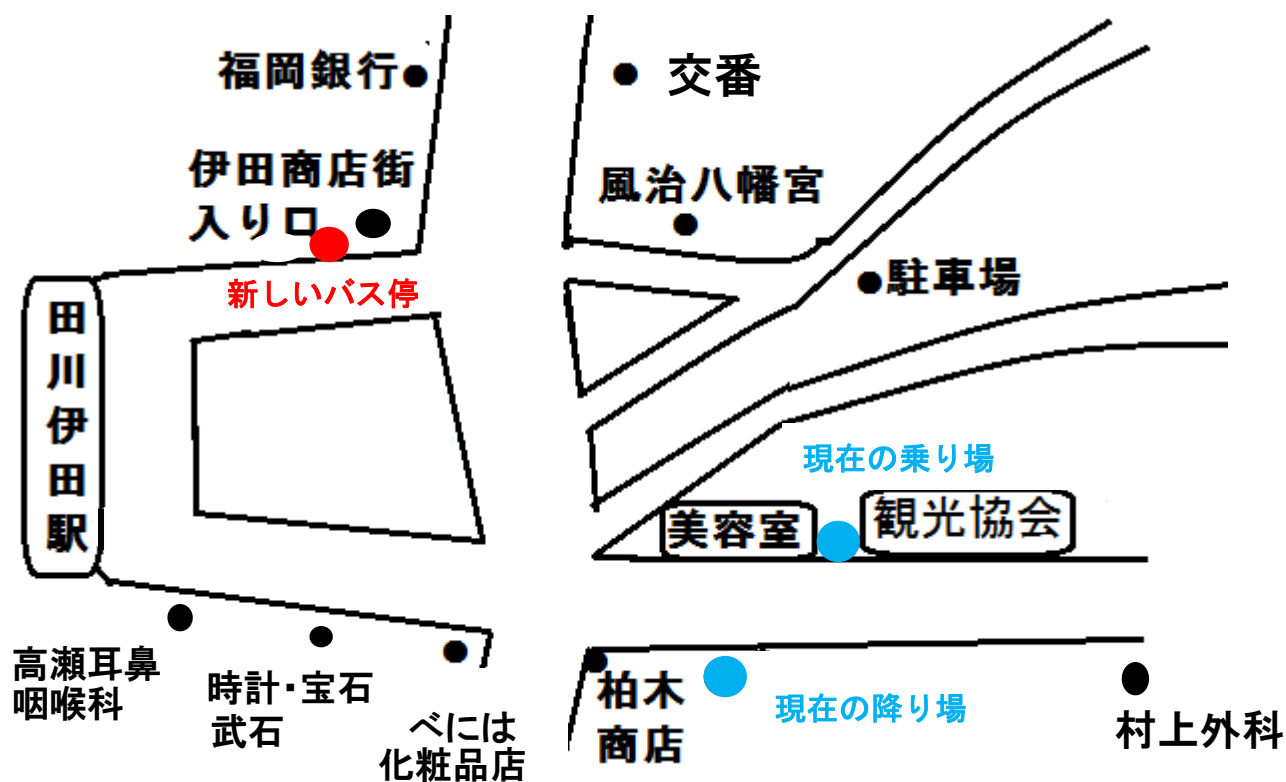 福岡銀行
交番
伊田商店街
入り口
風治八幡宮
新しいバス停
駐車場
田川伊田駅
現在の乗り場
美容室
観光協会
高瀬耳鼻
咽喉科
時計・宝石
武石
べには
化粧品店
柏木
商店
現在の降り場
村上外科